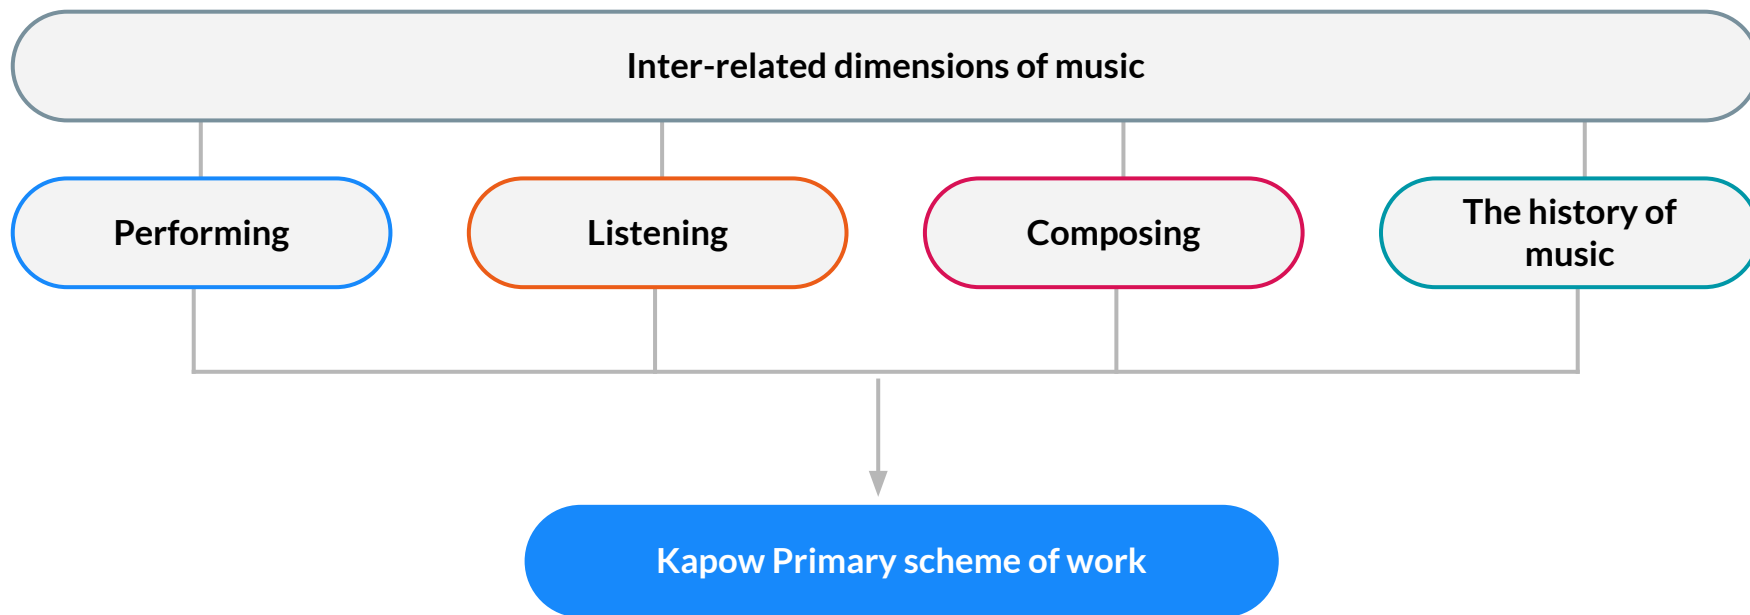 Inter-related dimensions of music
Performing
Listening
Composing
The history of
music
Kapow Primary scheme of work